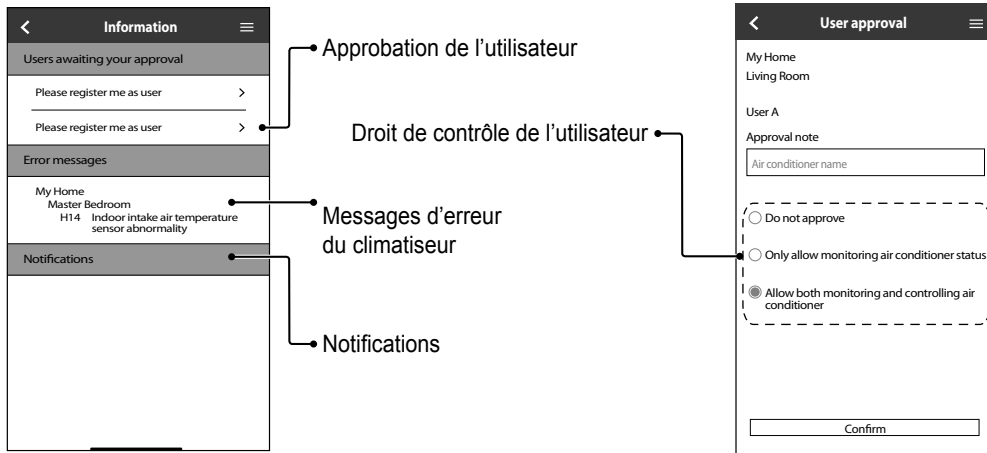 Information
Users awaiting your approval
Please register me as user
Please register me as user
Error messages
My Home
Master Bedroom
H14 Indoor intake air temperature
sensor abnormality
Notifications
Approbation de l’utilisateur
Droit de contrôle de l’utilisateur
Messages d’erreur
du climatiseur
Notifications
User approval
My Home
Living Room
User A
Approval note
Air conditioner name
Do not approve
Only allow monitoring air conditioner status
Allow both monitoring and controlling air
conditioner
Confirm